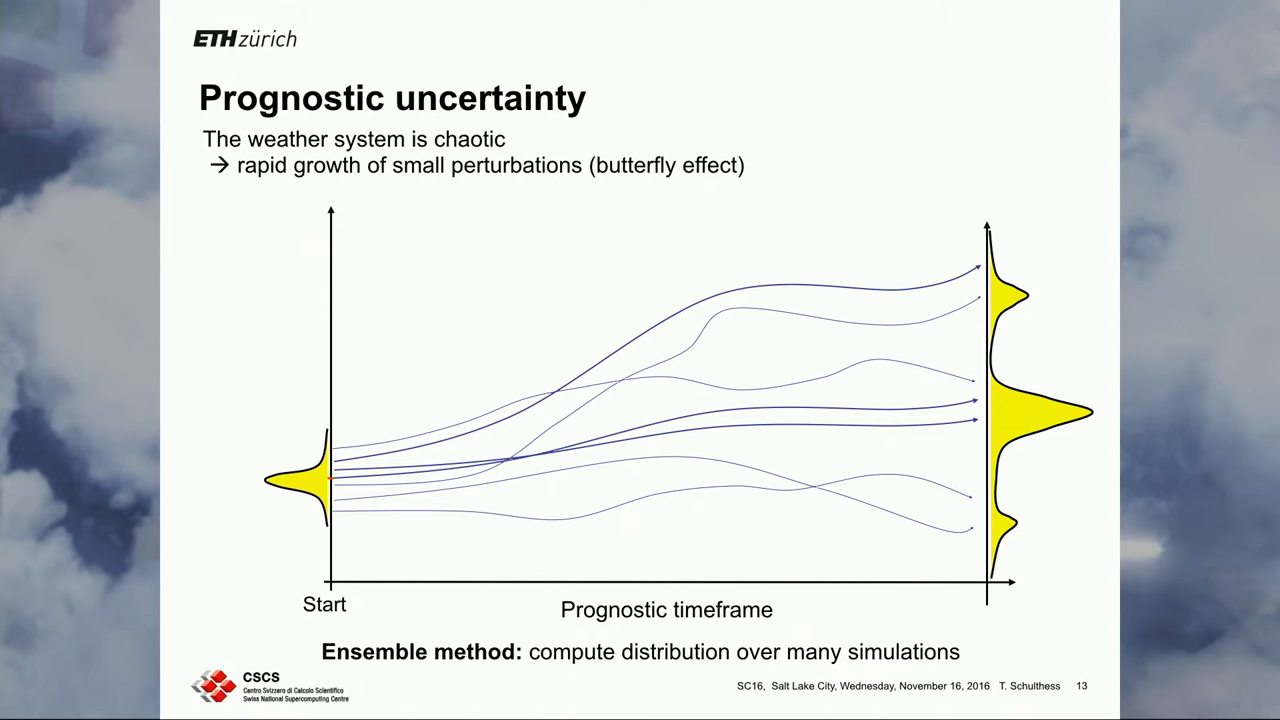 ETH zürich
Prognostic uncertainty
The weather system is chaotic
→ rapid growth of small perturbations (butterfly effect)
Start
Prognostic timeframe
Ensemble method: compute distribution over many simulations
CSCS
Centro Svizzero di Calcolo Scientifico
Swiss National Supercomputing Centre
SC16, Salt Lake City, Wednesday, November 16, 2016 T. Schulthess 13